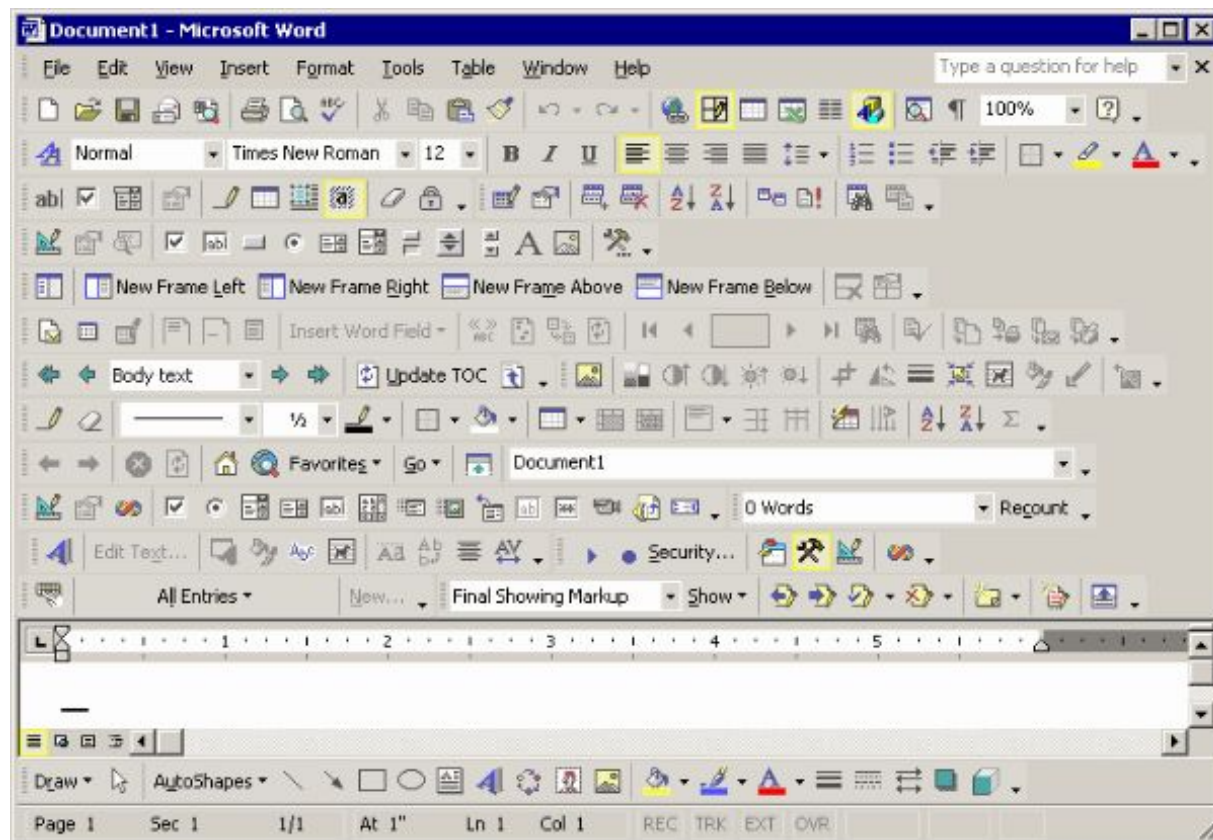 Document1 - Microsoft Word
File Edit View Insert Format Tools Table Window Help Type a question for help
100%
Normal Times New Roman 12 B I U A
ab|
A
New Frame Left New Frame Right New Frame Above New Frame Below
Insert Word Field
Body text Update TOC
½
Favorites Go Document1
0 Words Recount
Edit Text... Security...
All Entries New... Final Showing Markup Show
1 2 3 4 5
Draw AutoShapes A
Page 1 Sec 1 1/1 At 1" Ln 1 Col 1 REC TRK EXT OVR